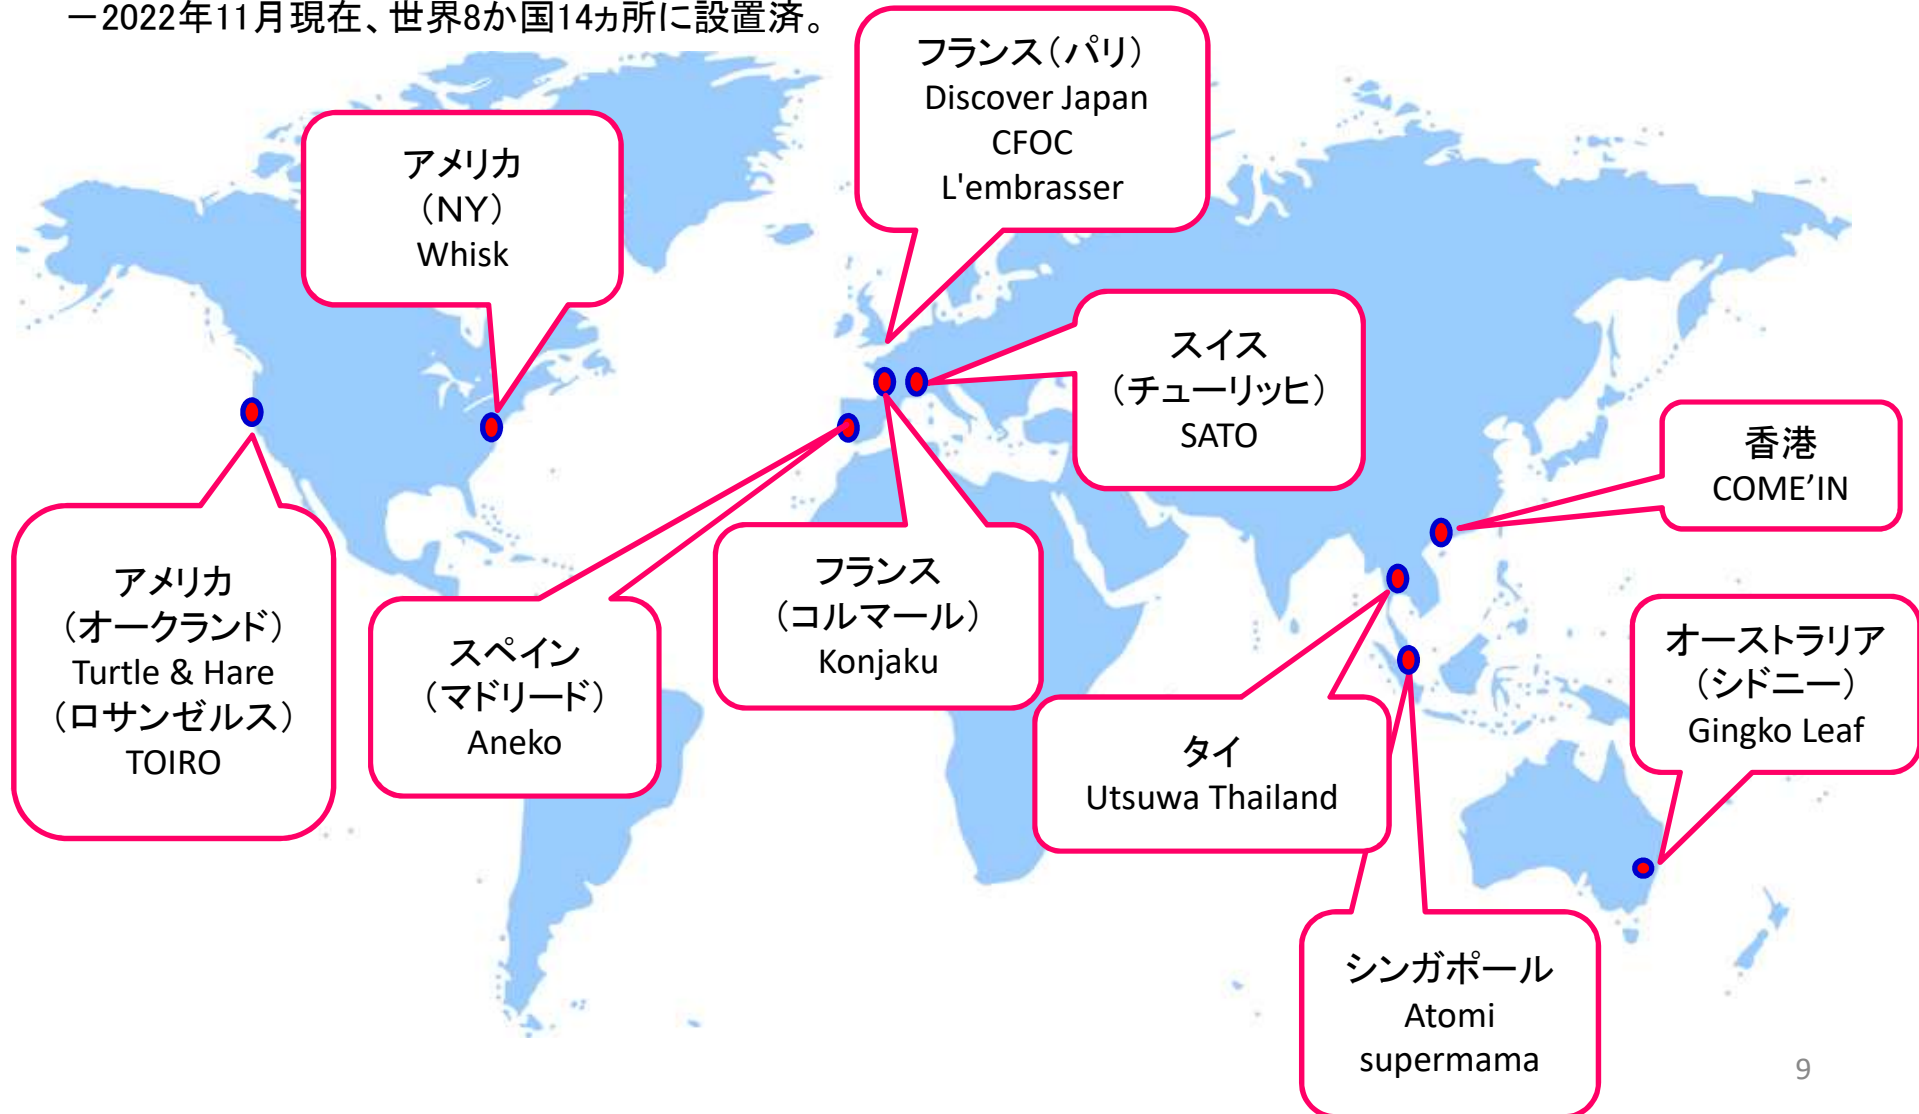 －2022年11月現在、世界8か国14ヵ所に設置済。
フランス（パリ）
Discover Japan
CFOC
L'embrasser
アメリカ
（NY）
Whisk
スイス
（チューリッヒ）
SATO
香港
COME’IN
アメリカ
（オークランド）
Turtle & Hare
（ロサンゼルス）
TOIRO
スペイン
（マドリード）
Aneko
フランス
（コルマール）
Konjaku
タイ
Utsuwa Thailand
オーストラリア
（シドニー）
Gingko Leaf
シンガポール
Atomi
supermama
9